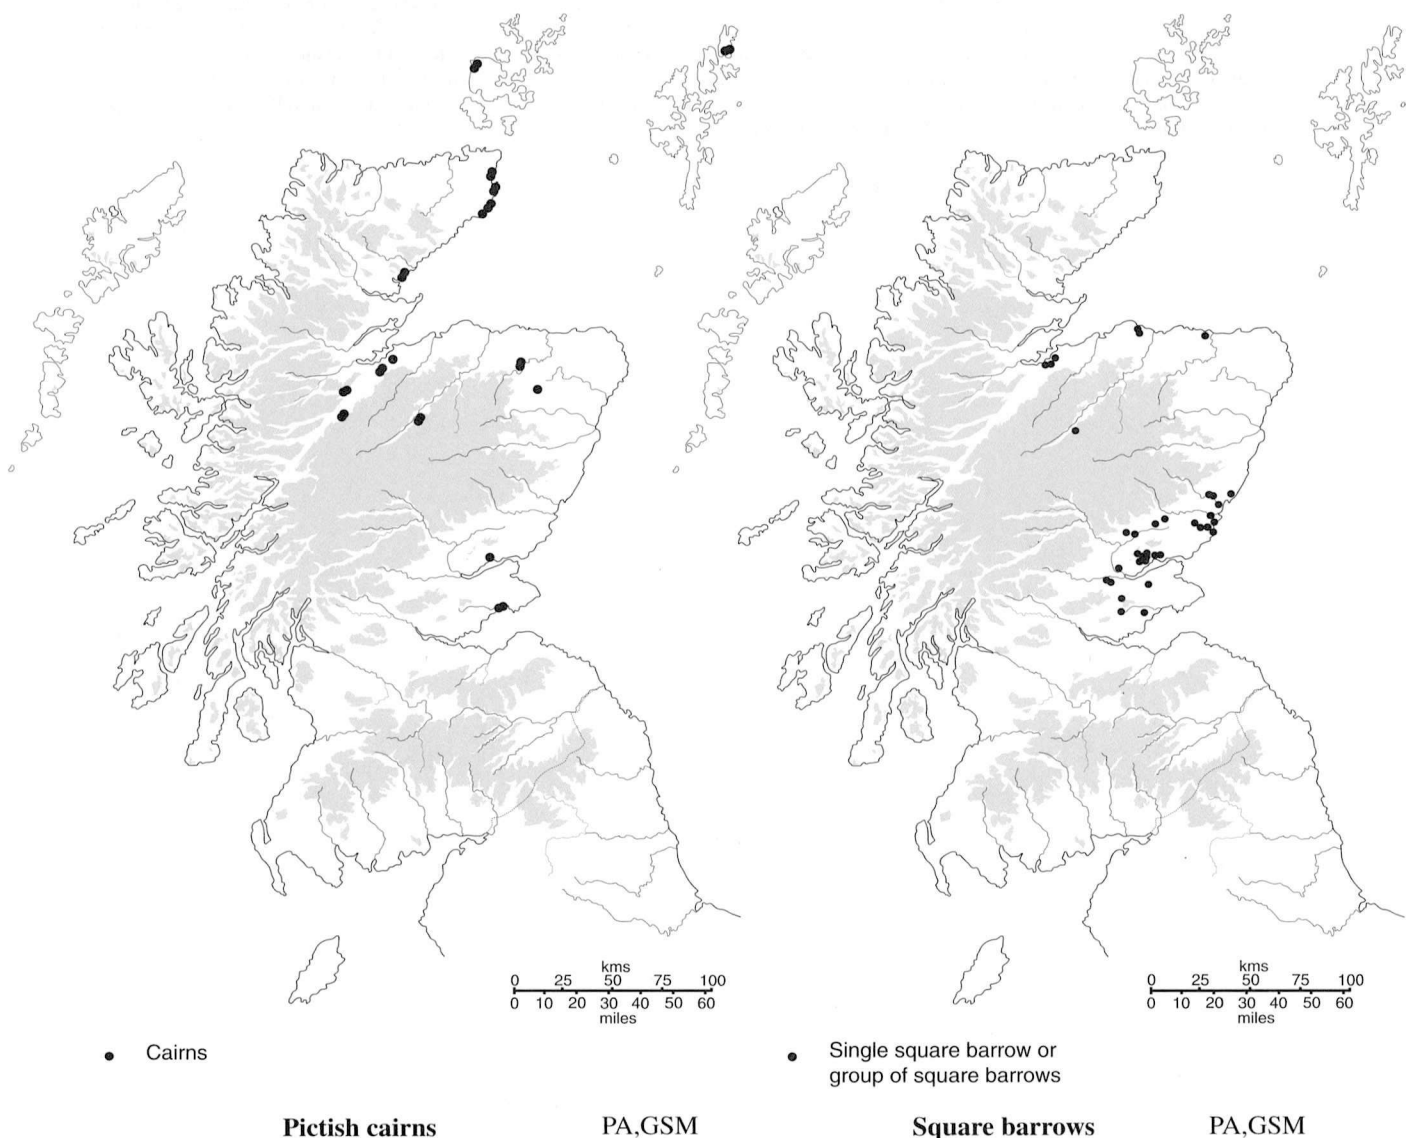 kms
0 25 50 75 100
0 10 20 30 40 50 60
miles
kms
0 25 50 75 100
0 10 20 30 40 50 60
miles
Cairns
Single square barrow or
group of square barrows
Pictish cairns PA,GSM
Square barrows PA,GSM